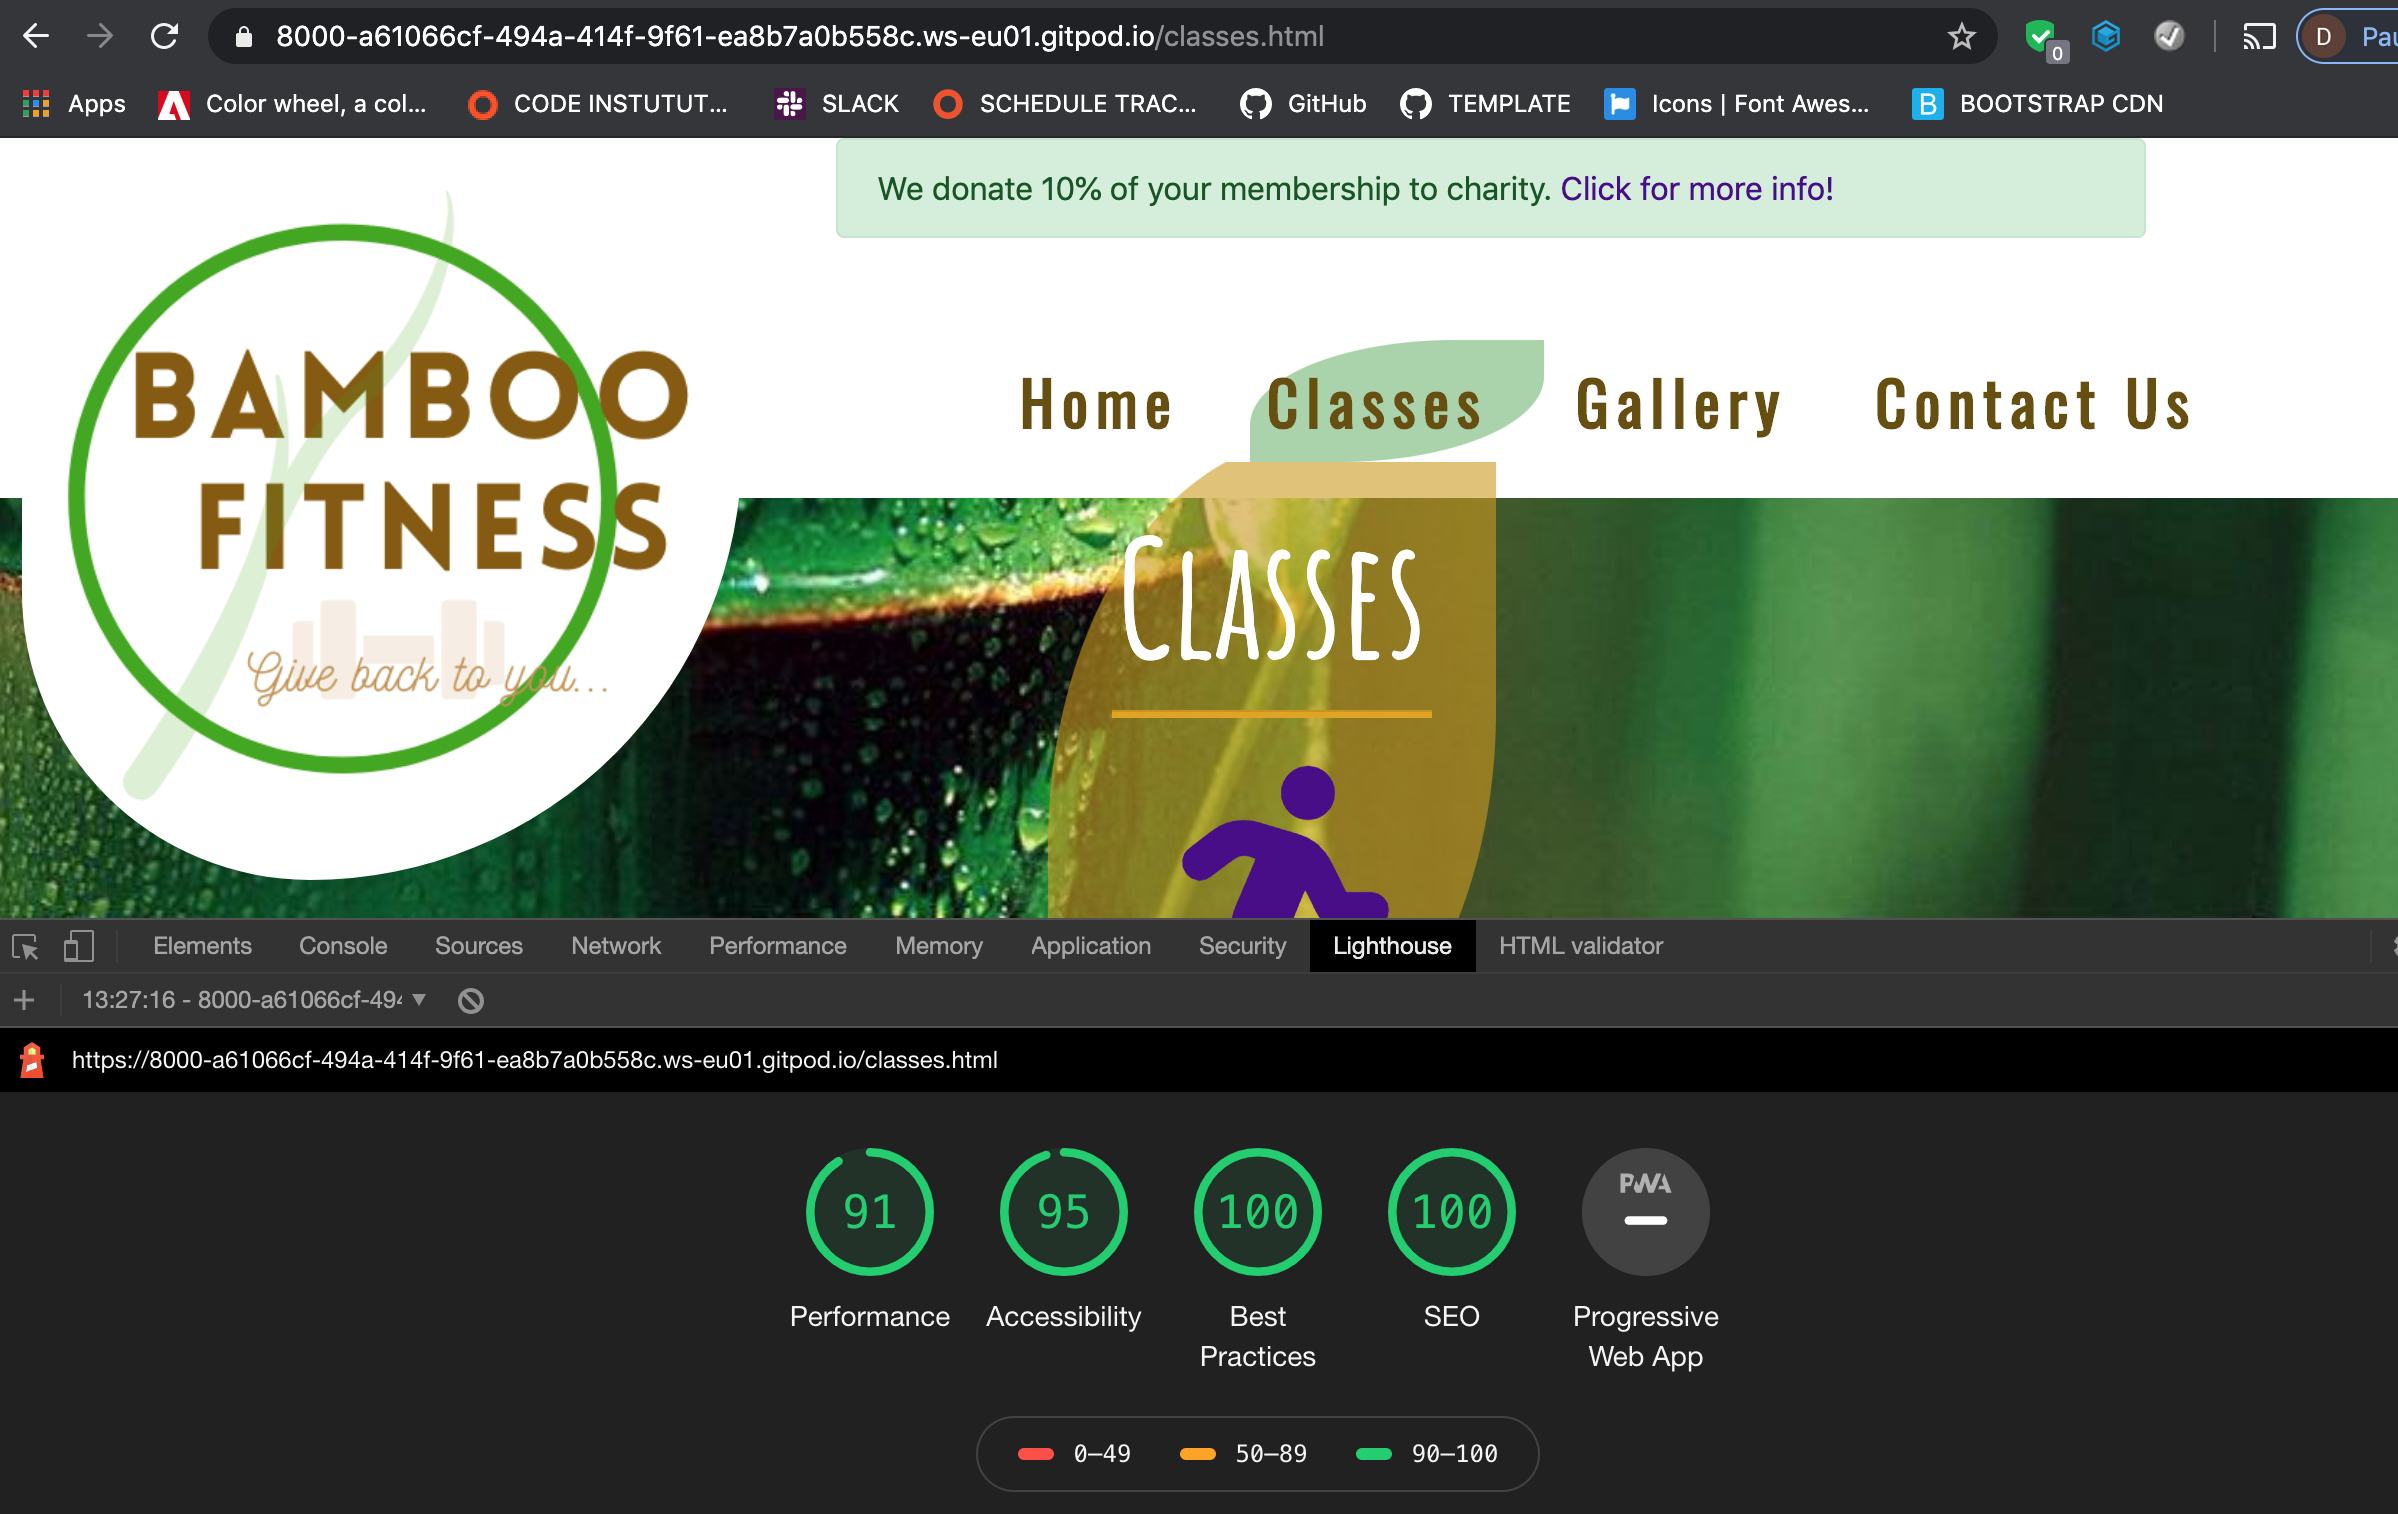 8000-a61066cf-494a-414f-9f61-ea8b7a0b558c.ws-eu01.gitpod.io/classes.html
0
D
Apps
Color wheel, a col...
CODE INSTUTUT...
SLACK
SCHEDULE TRAC...
GitHub
TEMPLATE
Icons | Font Awes...
B
BOOTSTRAP CDN
We donate 10% of your membership to charity. Click for more info!
BAMBOO
FITNESS
Give back to you...
Home
Classes
Gallery
Contact Us
Classes
Elements
Console
Sources
Network
Performance
Memory
Application
Security
Lighthouse
HTML validator
13:27:16 - 8000-a61066cf-494
https://8000-a61066cf-494a-414f-9f61-ea8b7a0b558c.ws-eu01.gitpod.io/classes.html
91
95
100
100
PWA
Performance
Accessibility
Best
Practices
SEO
Progressive
Web App
0–49
50–89
90–100